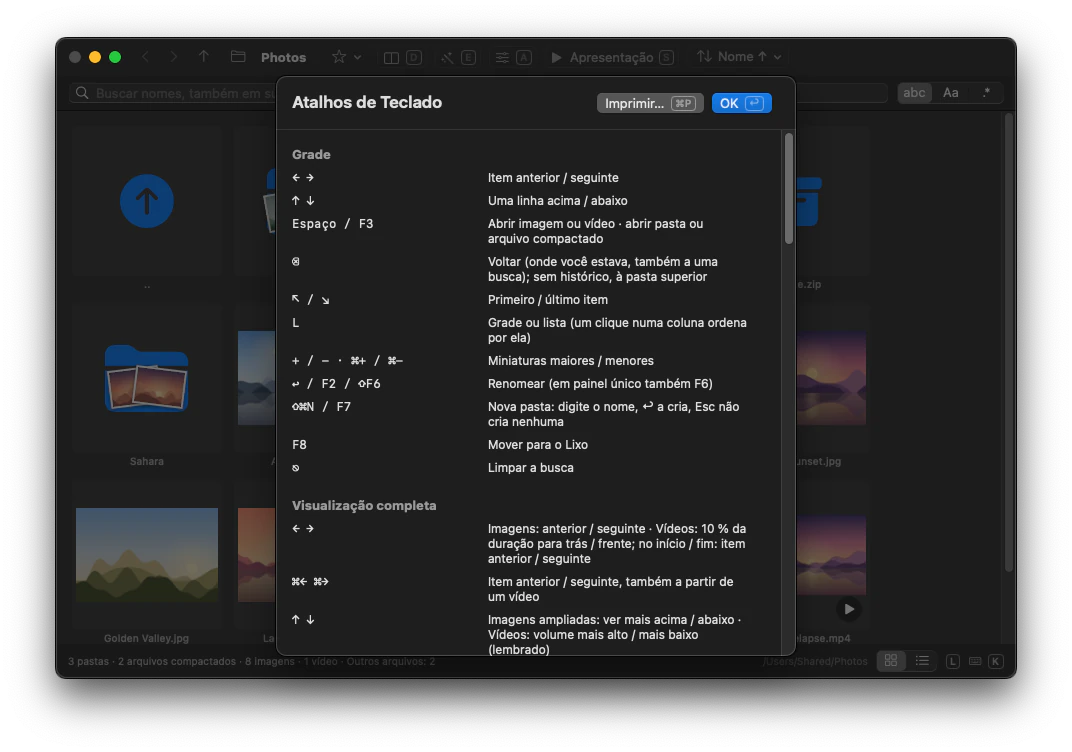 Photos
D
E
A
Apresentação S
Nome
Buscar nomes, também em su
abc Aa .*
Atalhos de Teclado
Imprimir... ⌘P
OK ↩
Grade
← → Item anterior / seguinte
↑ ↓ Uma linha acima / abaixo
Espaço / F3 Abrir imagem ou vídeo · abrir pasta ou
arquivo compactado
⌫ Voltar (onde você estava, também a uma
busca); sem histórico, à pasta superior
↖ / ↘ Primeiro / último item
L Grade ou lista (um clique numa coluna ordena
por ela)
+ / − · ⌘+ / ⌘− Miniaturas maiores / menores
↩ / F2 / ⇧F6 Renomear (em painel único também F6)
⇧⌘N / F7 Nova pasta: digite o nome, ↩ a cria, Esc não
cria nenhuma
F8 Mover para o Lixo
⎋ Limpar a busca
Visualização completa
← → Imagens: anterior / seguinte · Vídeos: 10 % da
duração para trás / frente; no início / fim: item
anterior / seguinte
⌘← ⌘→ Item anterior / seguinte, também a partir de
um vídeo
↑ ↓ Imagens ampliadas: ver mais acima / abaixo ·
Vídeos: volume mais alto / mais baixo
(lembrado)
..
e.zip
Sahara
A
unset.jpg
Golden Valley.jpg
La
elapse.mp4
3 pastas · 2 arquivos compactados · 8 imagens · 1 vídeo · Outros arquivos: 2
/Users/Shared/Photos
L
K